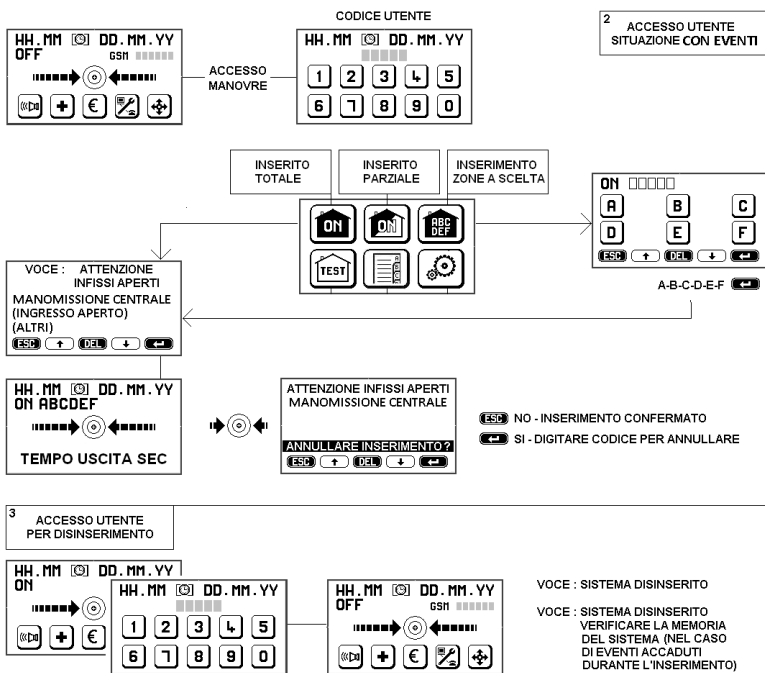 CODICE UTENTE
2
ACCESSO UTENTE
SITUAZIONE CON EVENTI
HH.MM DD.MM.YY
OFF GSM
ACCESSO
MANOVRE
HH.MM DD.MM.YY
1 2 3 4 5
6 7 8 9 0
€
INSERITO
TOTALE
INSERITO
PARZIALE
INSERIMENTO
ZONE A SCELTA
ON ON ABC
DEF
TEST A
B
C
D
ON
A B C
D E F
ESC DEL
A-B-C-D-E-F
VOCE : ATTENZIONE
INFISSI APERTI
MANOMISSIONE CENTRALE
(INGRESSO APERTO)
(ALTRI)
ESC DEL
HH.MM DD.MM.YY
ON ABCDEF
TEMPO USCITA SEC
ATTENZIONE INFISSI APERTI
MANOMISSIONE CENTRALE
ANNULLARE INSERIMENTO?
ESC DEL
ESC NO - INSERIMENTO CONFERMATO
SI - DIGITARE CODICE PER ANNULLARE
3
ACCESSO UTENTE
PER DISINSERIMENTO
HH.MM DD.MM.YY
ON
€
HH.MM DD.MM.YY
1 2 3 4 5
6 7 8 9 0
HH.MM DD.MM.YY
OFF GSM
€
VOCE : SISTEMA DISINSERITO
VOCE : SISTEMA DISINSERITO
VERIFICARE LA MEMORIA
DEL SISTEMA (NEL CASO
DI EVENTI ACCADUTI
DURANTE L'INSERIMENTO)